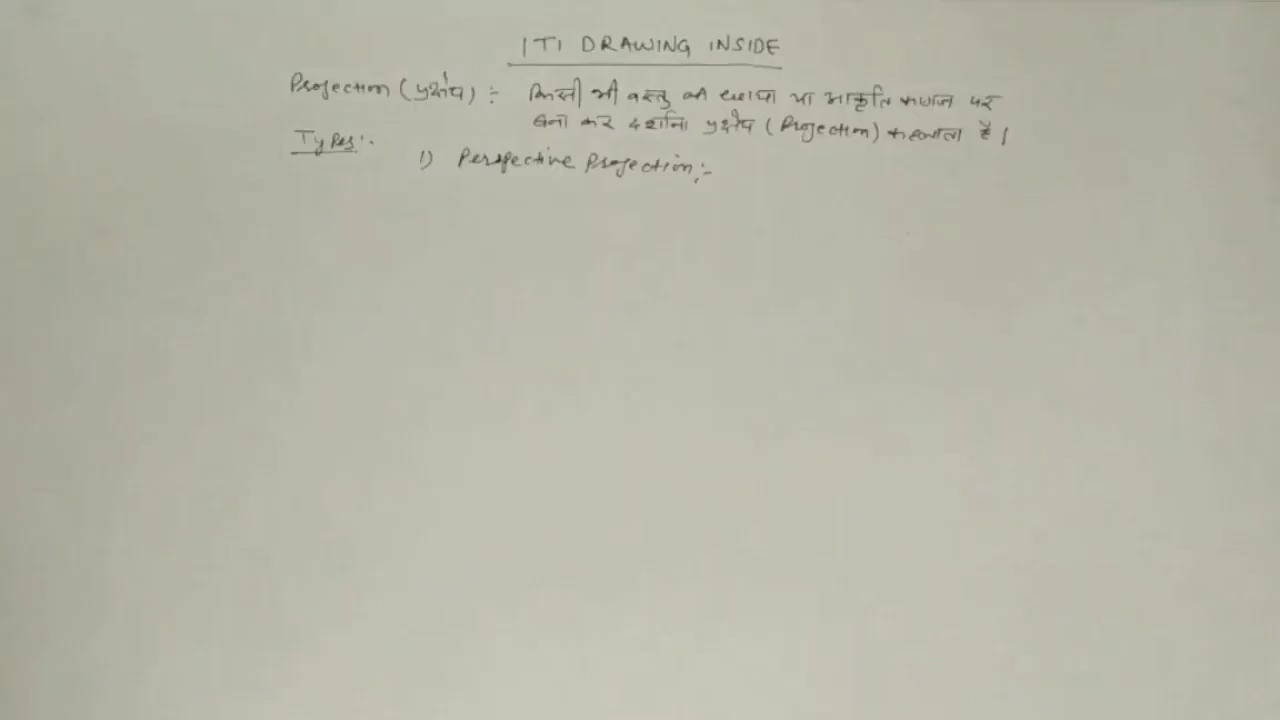 ITI DRAWING INSIDE
Projection (प्रक्षेप) :- किसी भी वस्तु की छाया या आकृति कागज पर
बना कर दर्शाना प्रक्षेप (Projection) कहलाता है।
Types:-
1) Perspective Projection:-